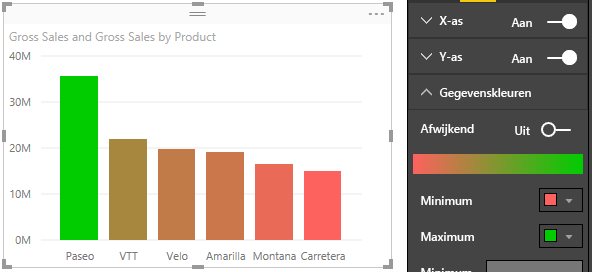 Gross Sales and Gross Sales by Product
40M
30M
20M
10M
0M
Paseo
VTT
Velo
Amarilla
Montana
Carretera
X-as Aan
Y-as Aan
Gegevenskleuren
Afwijkend Uit
Minimum
Maximum
Minimum